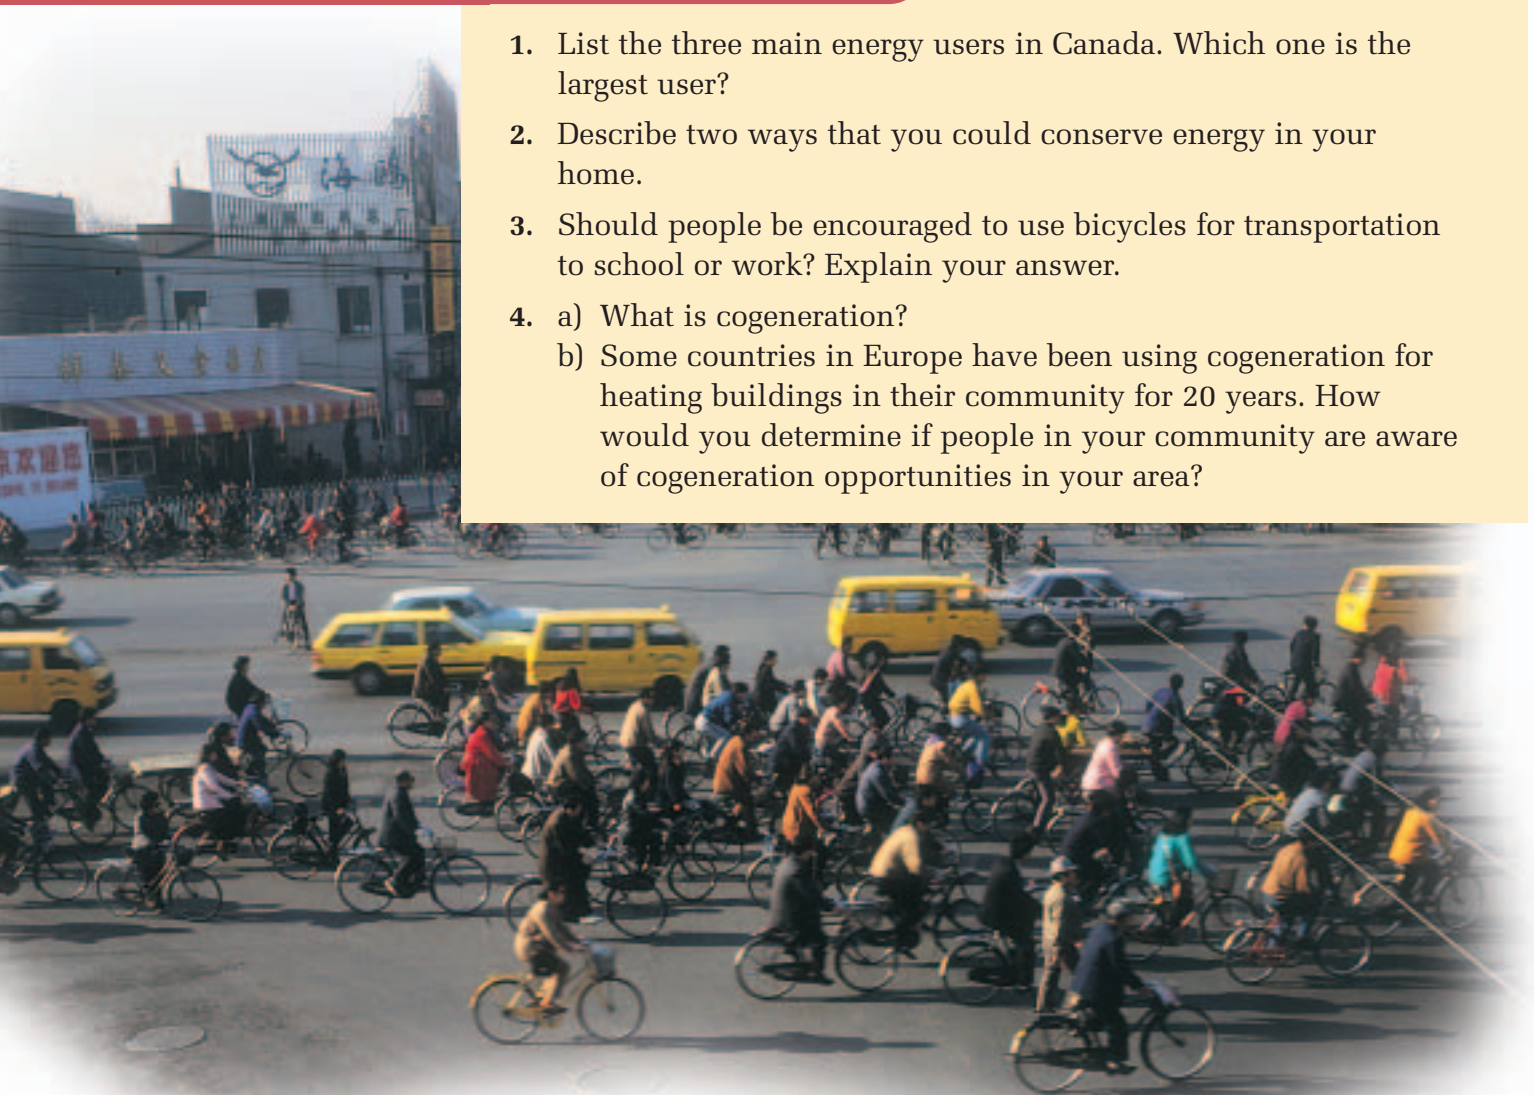 1. List the three main energy users in Canada. Which one is the
largest user?
2. Describe two ways that you could conserve energy in your
home.
3. Should people be encouraged to use bicycles for transportation
to school or work? Explain your answer.
4. a) What is cogeneration?
b) Some countries in Europe have been using cogeneration for
heating buildings in their community for 20 years. How
would you determine if people in your community are aware
of cogeneration opportunities in your area?
京欢迎您